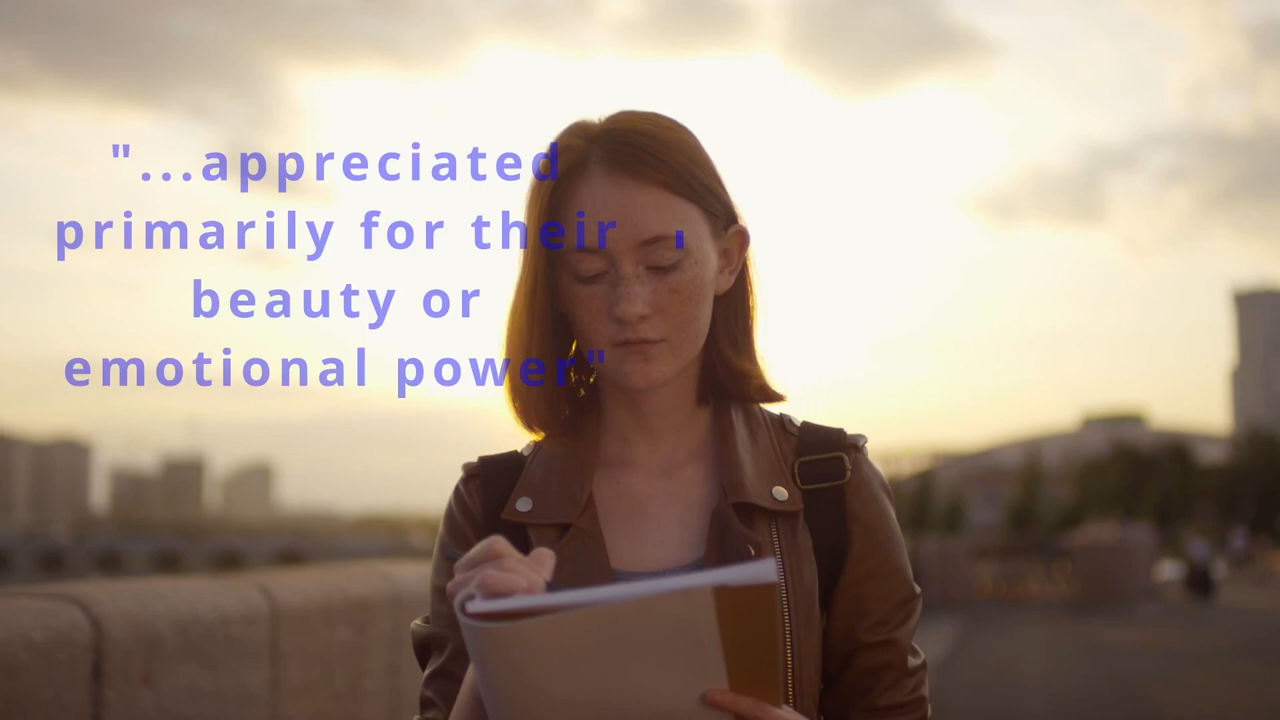 "...appreciated
primarily for their
beauty or
emotional power"